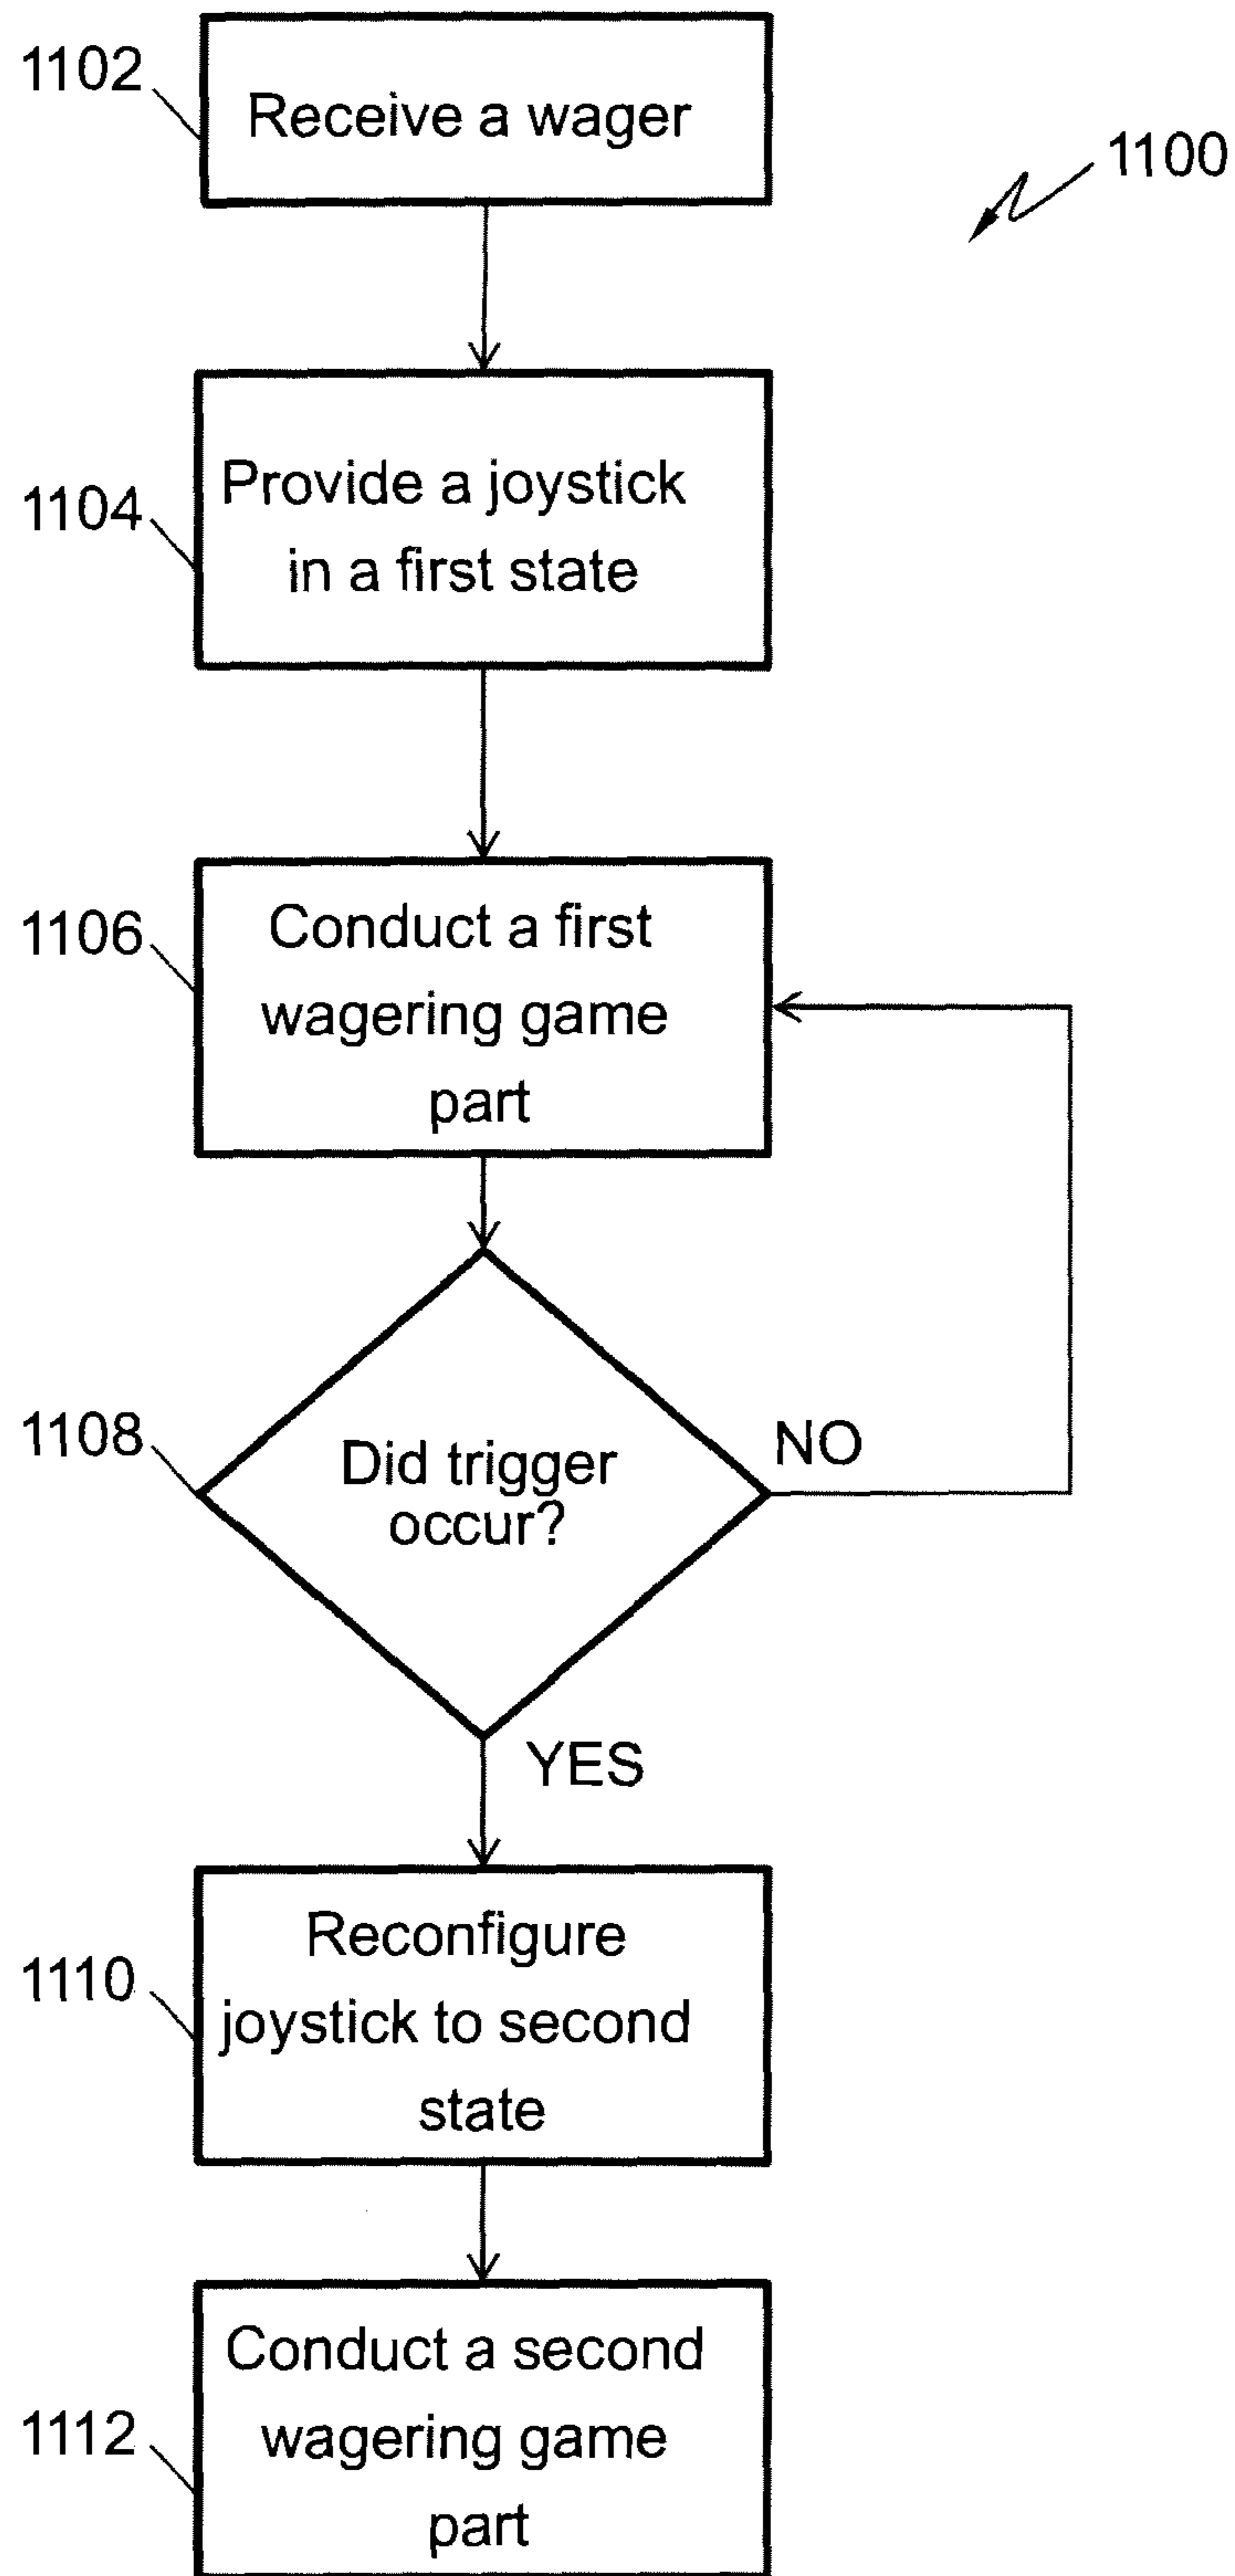 1102
Receive a wager
1100
1104
Provide a joystick
in a first state
1106
Conduct a first
wagering game
part
1108
Did trigger
occur?
NO
YES
1110
Reconfigure
joystick to second
state
1112
Conduct a second
wagering game
part